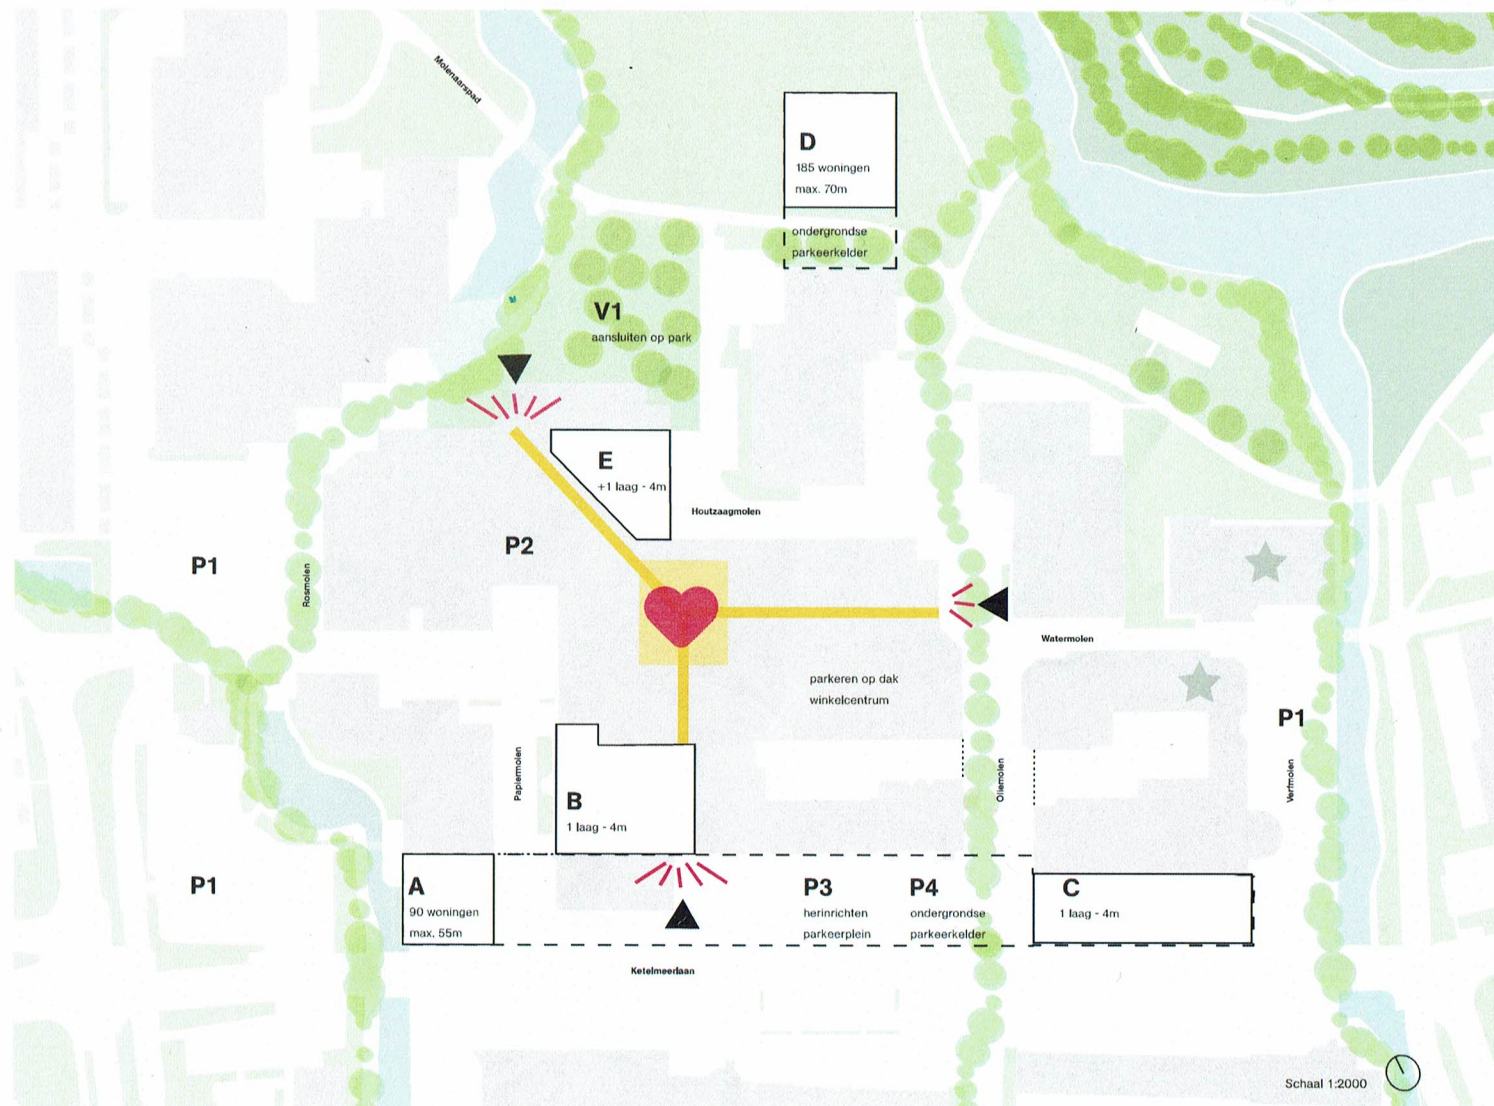 Molenaarspad
D
185 woningen
max. 70m
ondergrondse
parkeerkelder
V1
aansluiten op park
E
+1 laag - 4m
Houtzaagmolen
P2
P1
Rosmolen
Watermolen
parkeren op dak
winkelcentrum
P1
Papiermolen
Oliemolen
Verfmolen
B
1 laag - 4m
P1
A
90 woningen
max. 55m
P3
herinrichten
parkeerplein
P4
ondergrondse
parkeerkelder
C
1 laag - 4m
Ketelmeerlaan
Schaal 1:2000